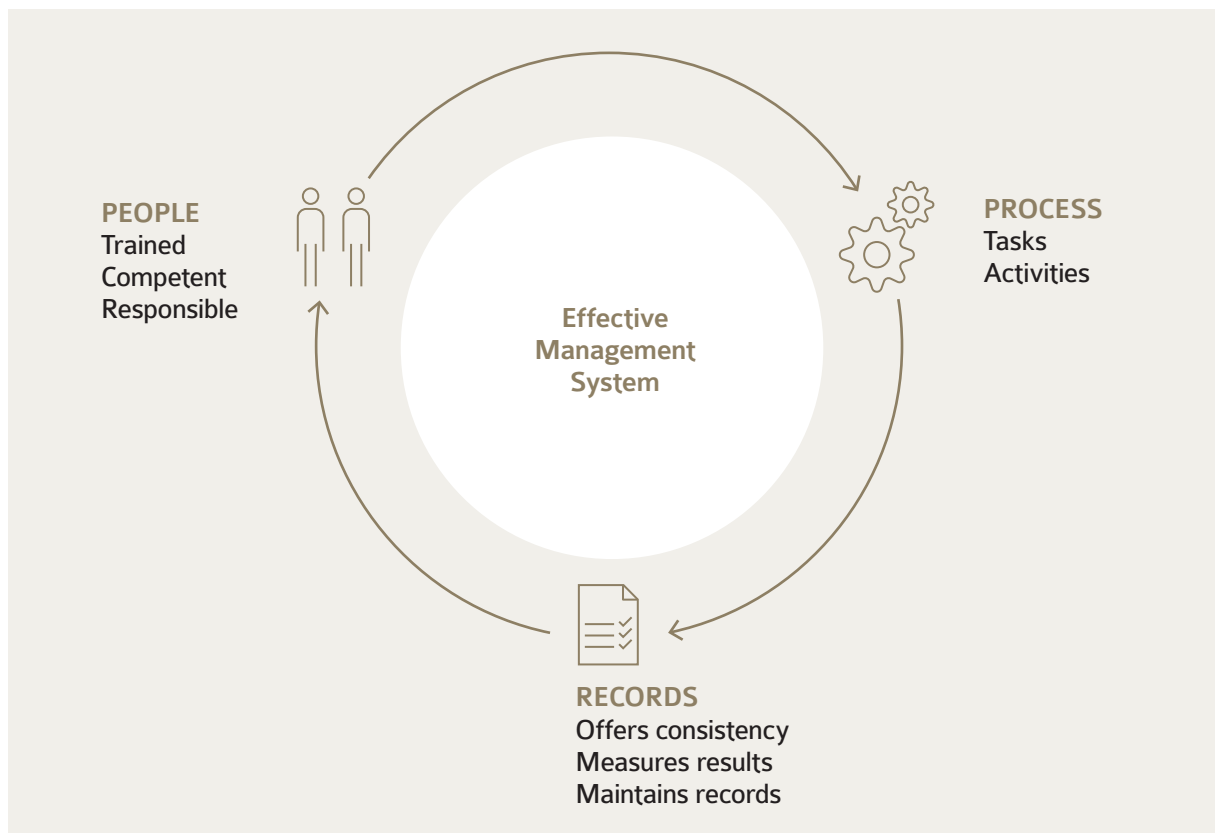 PEOPLE
Trained
Competent
Responsible
PROCESS
Tasks
Activities
Effective
Management
System
RECORDS
Offers consistency
Measures results
Maintains records